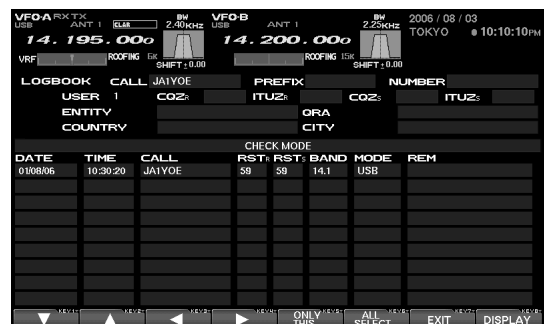 VFO-A RX TX BW VFO-B BW 2006 / 08 / 03
USB ANT 1 CLAR 2.40KHZ USB ANT 1 2.25KHZ TOKYO 10:10:10PM
14. 195. 00o 14. 200. 00o
VRF ROOFING 6K SHIFT ± 0.00 ROOFING 15K SHIFT ± 0.00
LOGBOOK CALL JA1YOE PREFIX NUMBER
USER 1 CQZR ITUZR CQZS ITUZS
ENTITY QRA
COUNTRY CITY
CHECK MODE
DATE TIME CALL RSTR RSTS BAND MODE REM
01/08/06 10:30:20 JA1YOE 59 59 14.1 USB
KEY1 KEY2 KEY3 KEY4 KEY5 KEY6 KEY7 KEY8
▼ ▲ ◀ ▶ ONLY THIS ALL SELECT EXIT DISPLAY